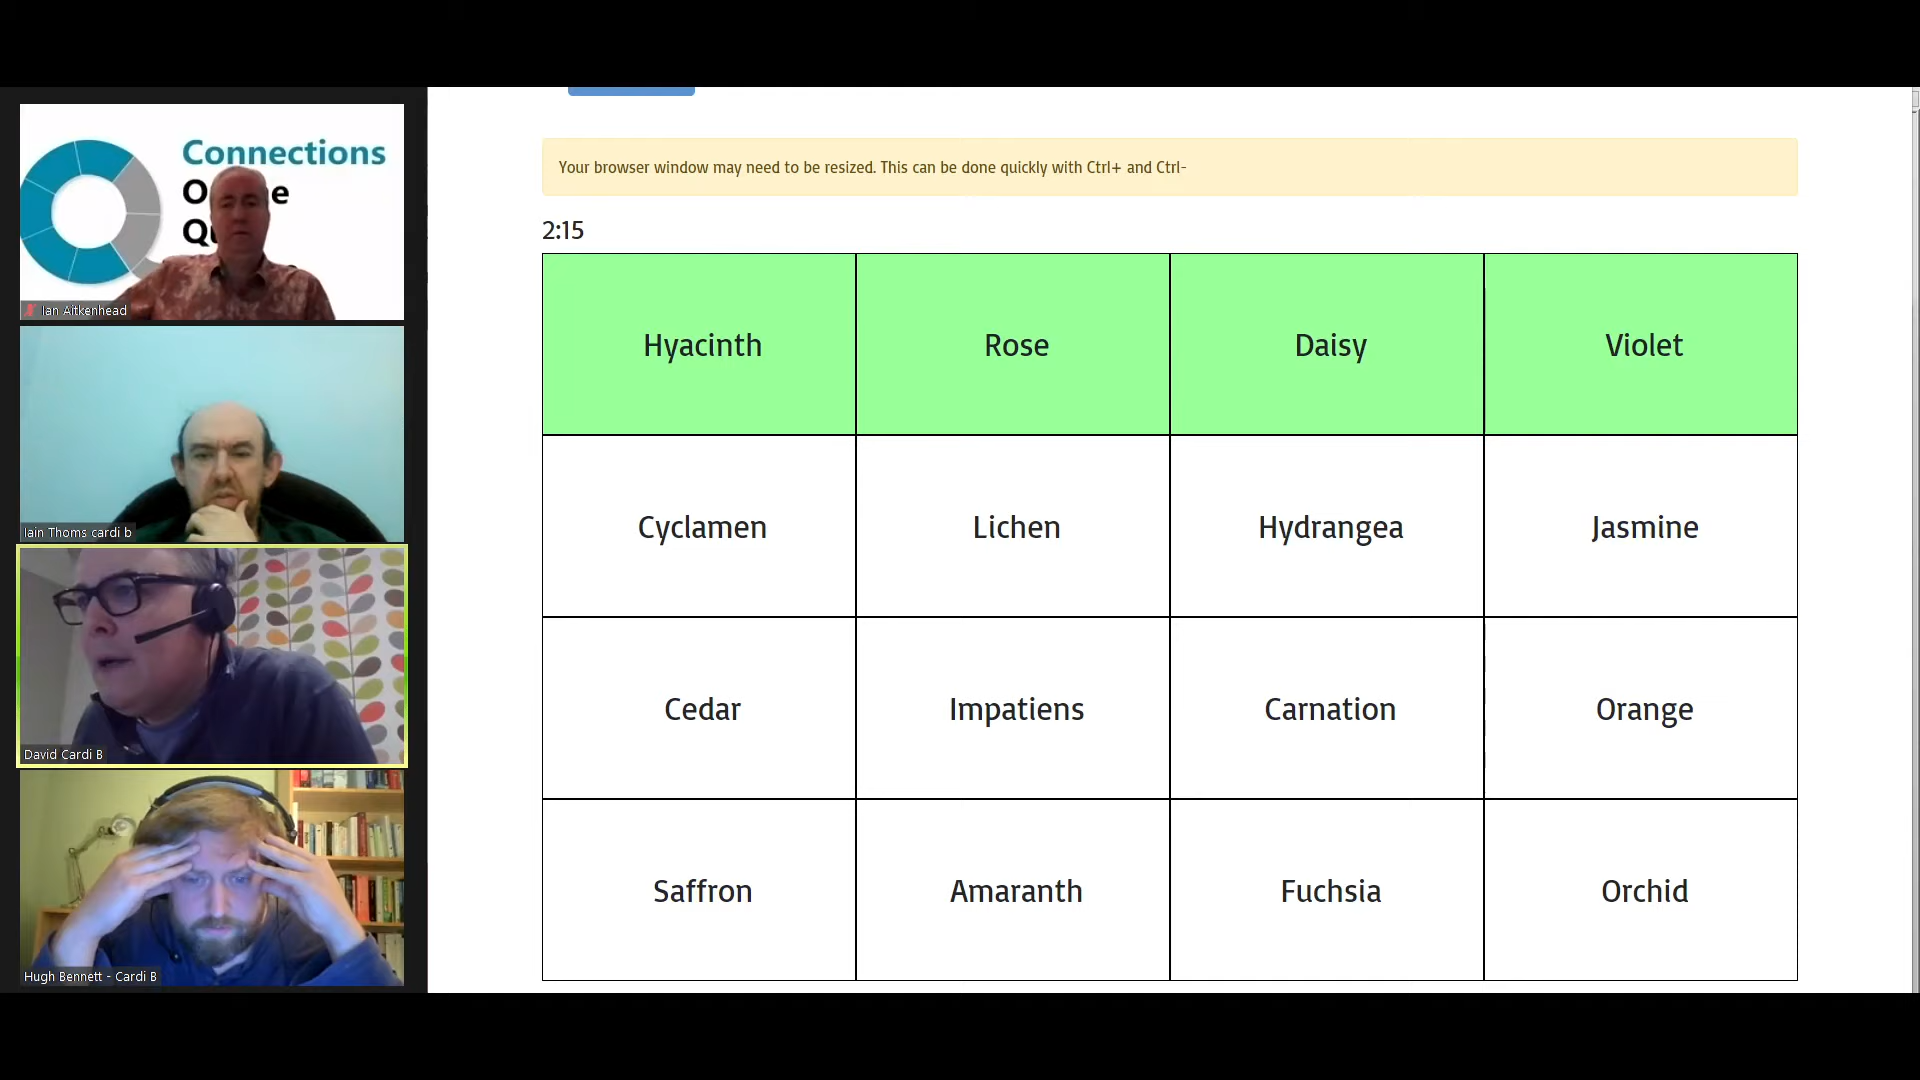 Connections
O e
Q
Ian Aitkenhead
Iain Thoms cardi b
David Cardi B
Hugh Bennett - Cardi B
Your browser window may need to be resized. This can be done quickly with Ctrl+ and Ctrl-
2:15
Hyacinth Rose Daisy Violet
Cyclamen Lichen Hydrangea Jasmine
Cedar Impatiens Carnation Orange
Saffron Amaranth Fuchsia Orchid